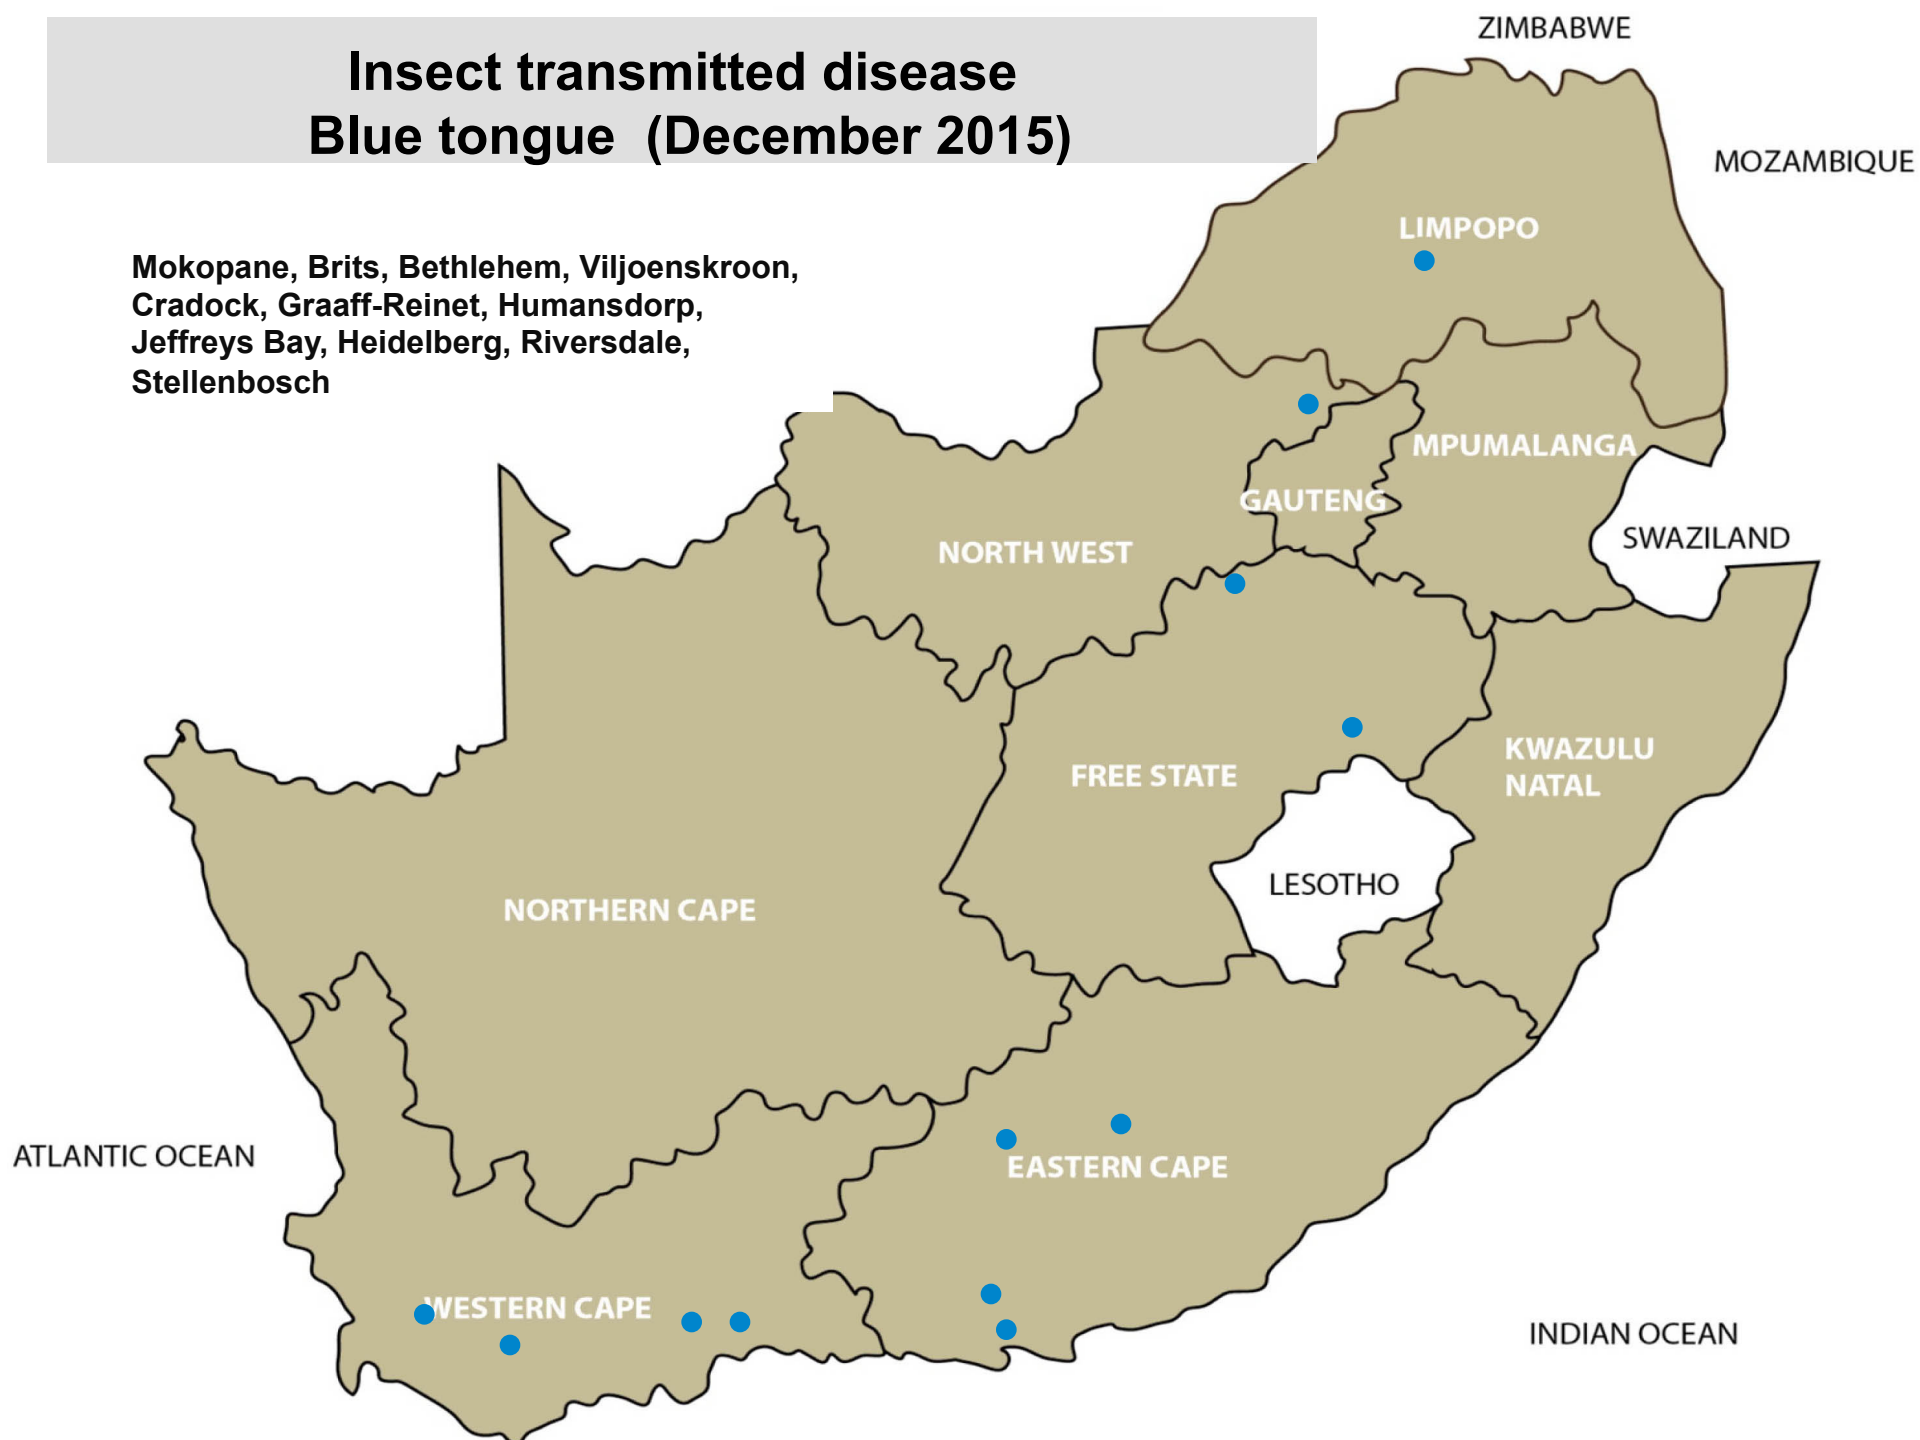 Insect transmitted disease
Blue tongue (December 2015)
Mokopane, Brits, Bethlehem, Viljoenskroon,
Cradock, Graaff-Reinet, Humansdorp,
Jeffreys Bay, Heidelberg, Riversdale,
Stellenbosch
ZIMBABWE
MOZAMBIQUE
LIMPOPO
MPUMALANGA
GAUTENG
SWAZILAND
NORTH WEST
KWAZULU
NATAL
FREE STATE
LESOTHO
NORTHERN CAPE
ATLANTIC OCEAN
EASTERN CAPE
WESTERN CAPE
INDIAN OCEAN